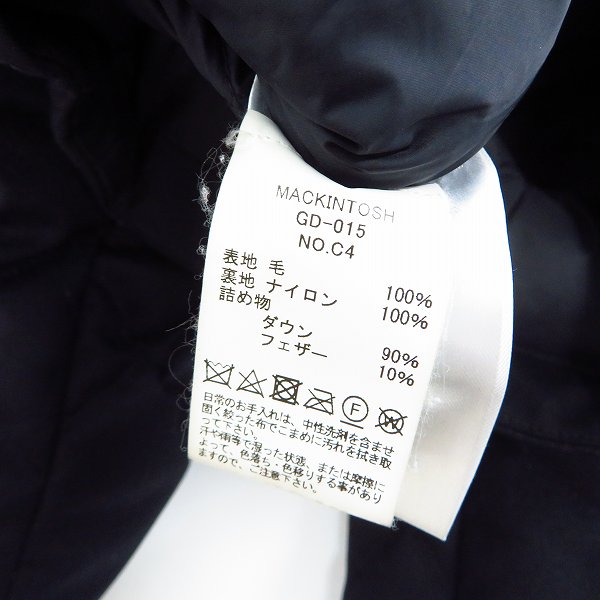 MACKINTOSH
GD-015
NO.C4
表地 毛 100%
裏地 ナイロン 100%
詰め物
ダウン 90%
フェザー 10%
F
W
日常のお手入れは、中性洗剤を含ませ
固く絞った布でこまめに汚れを拭き取
って下さい。
汗や雨等で湿った状態、または摩擦に
よって、色落ち・色移りする事があり
ますので、ご注意下さい。